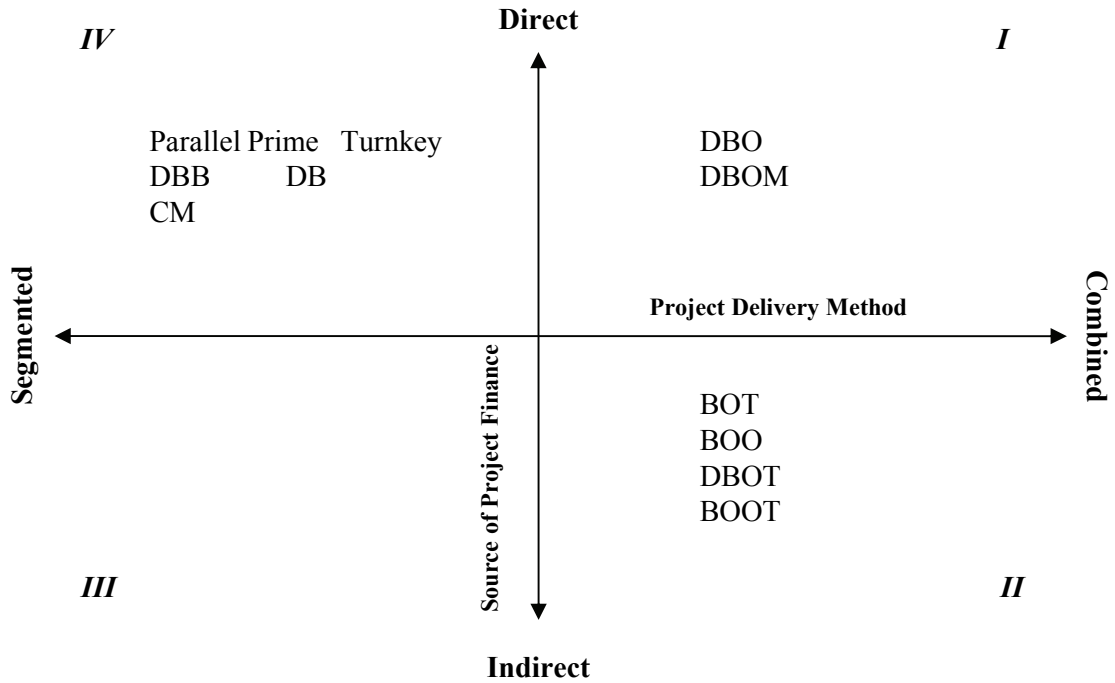 Direct
IV
I
Parallel Prime Turnkey
DBB DB
CM
DBO
DBOM
Segmented
Project Delivery Method
Combined
Source of Project Finance
BOT
BOO
DBOT
BOOT
III
II
Indirect